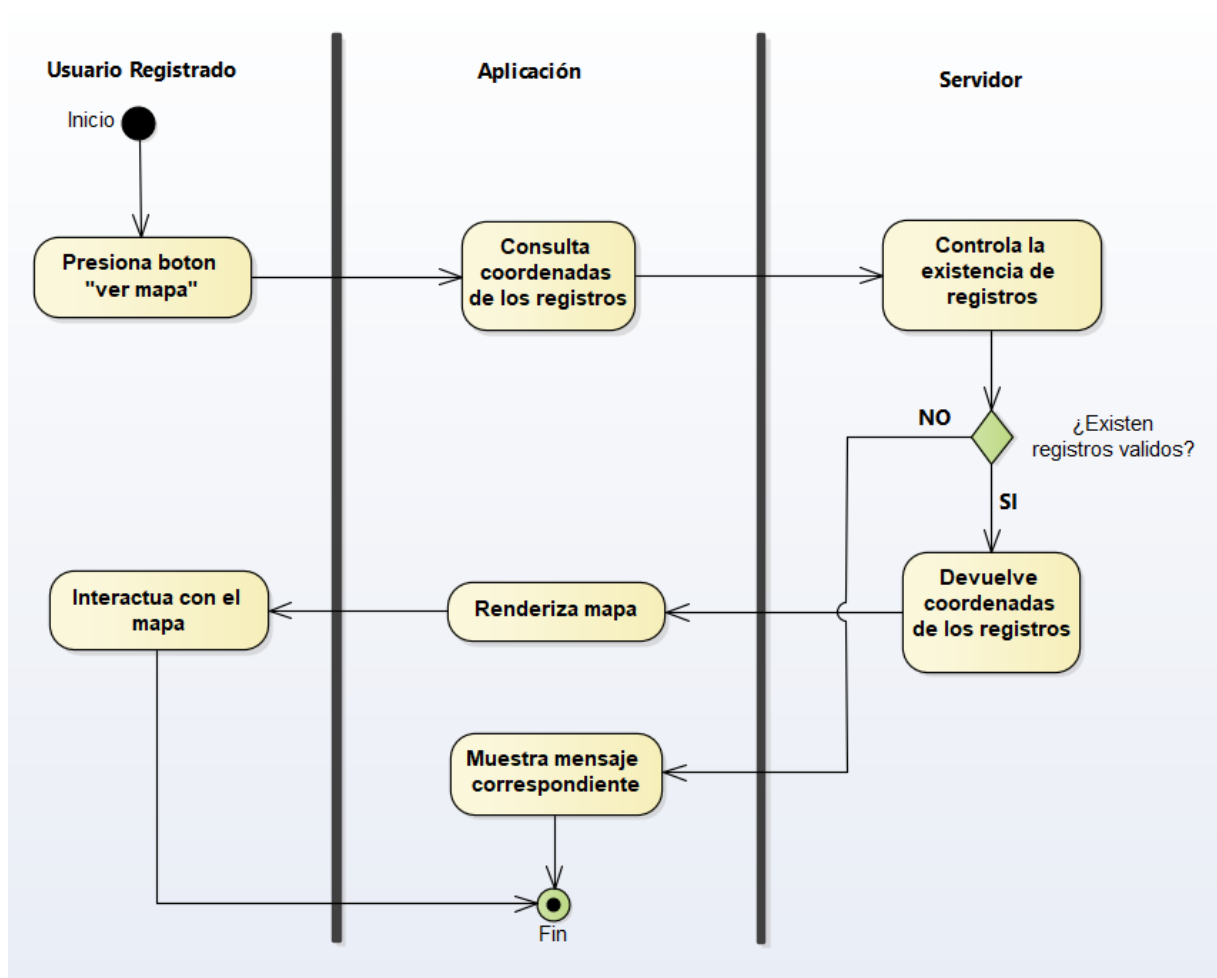 Usuario Registrado
Aplicación
Servidor
Inicio
Presiona boton
"ver mapa"
Consulta
coordenadas
de los registros
Controla la
existencia de
registros
NO
¿Existen
registros validos?
SI
Interactua con el
mapa
Renderiza mapa
Devuelve
coordenadas
de los registros
Muestra mensaje
correspondiente
Fin